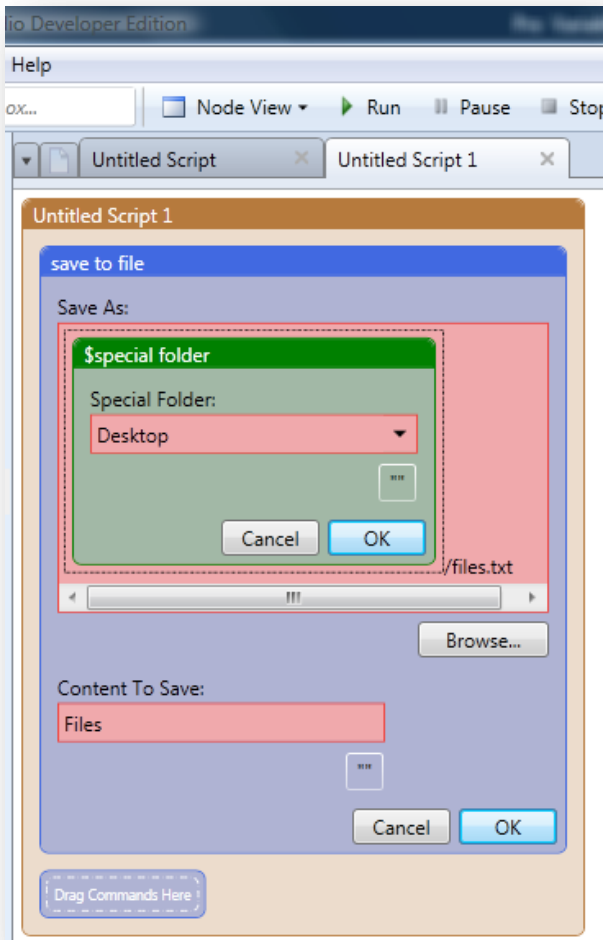 lio Developer Edition
Help
ox...
Node View
Run
Pause
Stop
Untitled Script
Untitled Script 1
Untitled Script 1
save to file
Save As:
$special folder
Special Folder:
Desktop
""
Cancel
OK
/files.txt
Browse...
Content To Save:
Files
""
Cancel
OK
Drag Commands Here